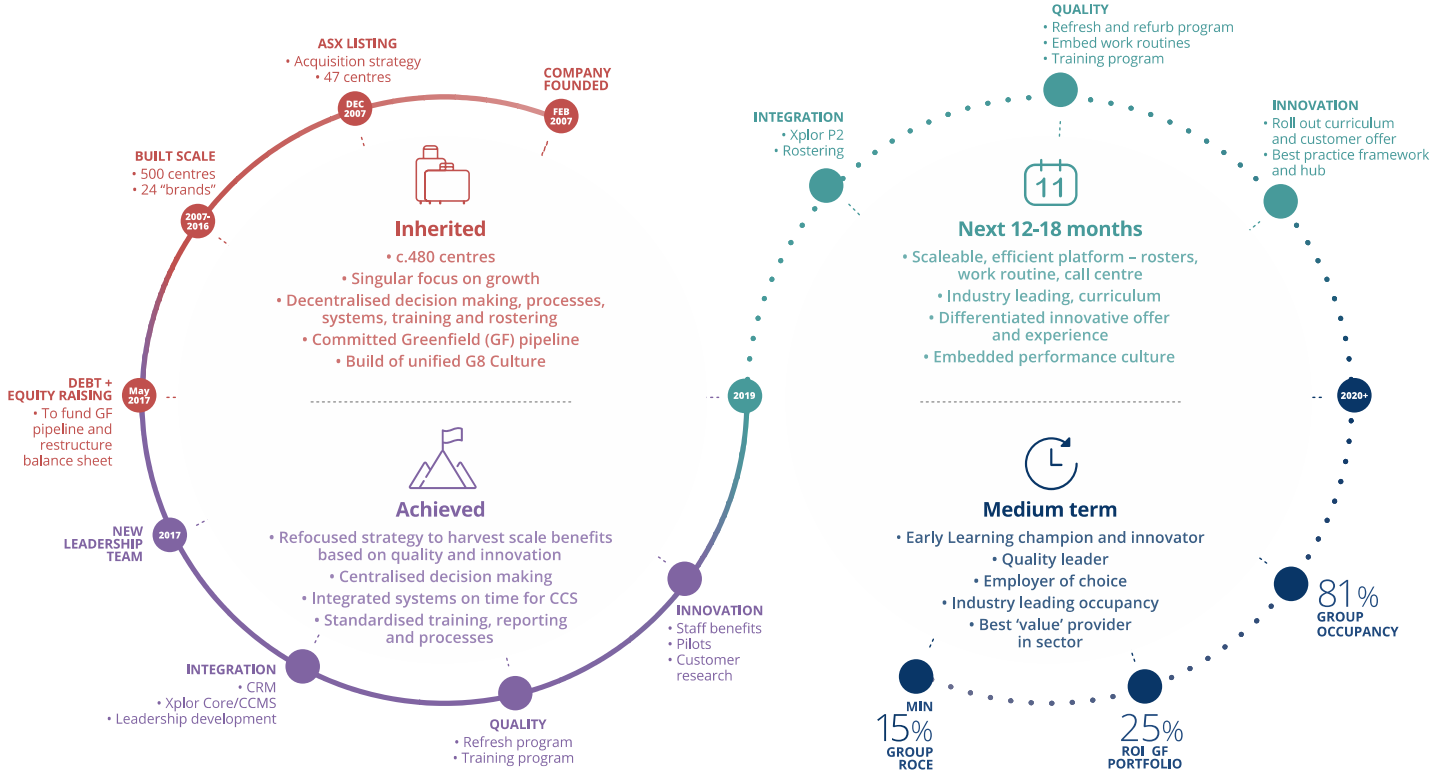 COMPANY
FOUNDED
FEB
2007
ASX LISTING
• Acquisition strategy
• 47 centres
DEC
2007
BUILT SCALE
• 500 centres
• 24 “brands”
2007-
2016
DEBT +
EQUITY RAISING
• To fund GF
pipeline and
restructure
balance sheet
May
2017
Inherited
• c.480 centres
• Singular focus on growth
• Decentralised decision making, processes,
systems, training and rostering
• Committed Greenfield (GF) pipeline
• Build of unified G8 Culture
NEW
LEADERSHIP
TEAM
2017
INTEGRATION
• CRM
• Xplor Core/CCMS
• Leadership development
QUALITY
• Refresh program
• Training program
INNOVATION
• Staff benefits
• Pilots
• Customer
research
Achieved
• Refocused strategy to harvest scale benefits
based on quality and innovation
• Centralised decision making
• Integrated systems on time for CCS
• Standardised training, reporting
and processes
2019
INTEGRATION
• Xplor P2
• Rostering
QUALITY
• Refresh and refurb program
• Embed work routines
• Training program
INNOVATION
• Roll out curriculum
and customer offer
• Best practice framework
and hub
11
Next 12-18 months
• Scaleable, efficient platform – rosters,
work routine, call centre
• Industry leading, curriculum
• Differentiated innovative offer
and experience
• Embedded performance culture
2020+
Medium term
• Early Learning champion and innovator
• Quality leader
• Employer of choice
• Industry leading occupancy
• Best ‘value’ provider
in sector
81%
GROUP
OCCUPANCY
25%
ROI GF
PORTFOLIO
MIN
15%
GROUP
ROCE